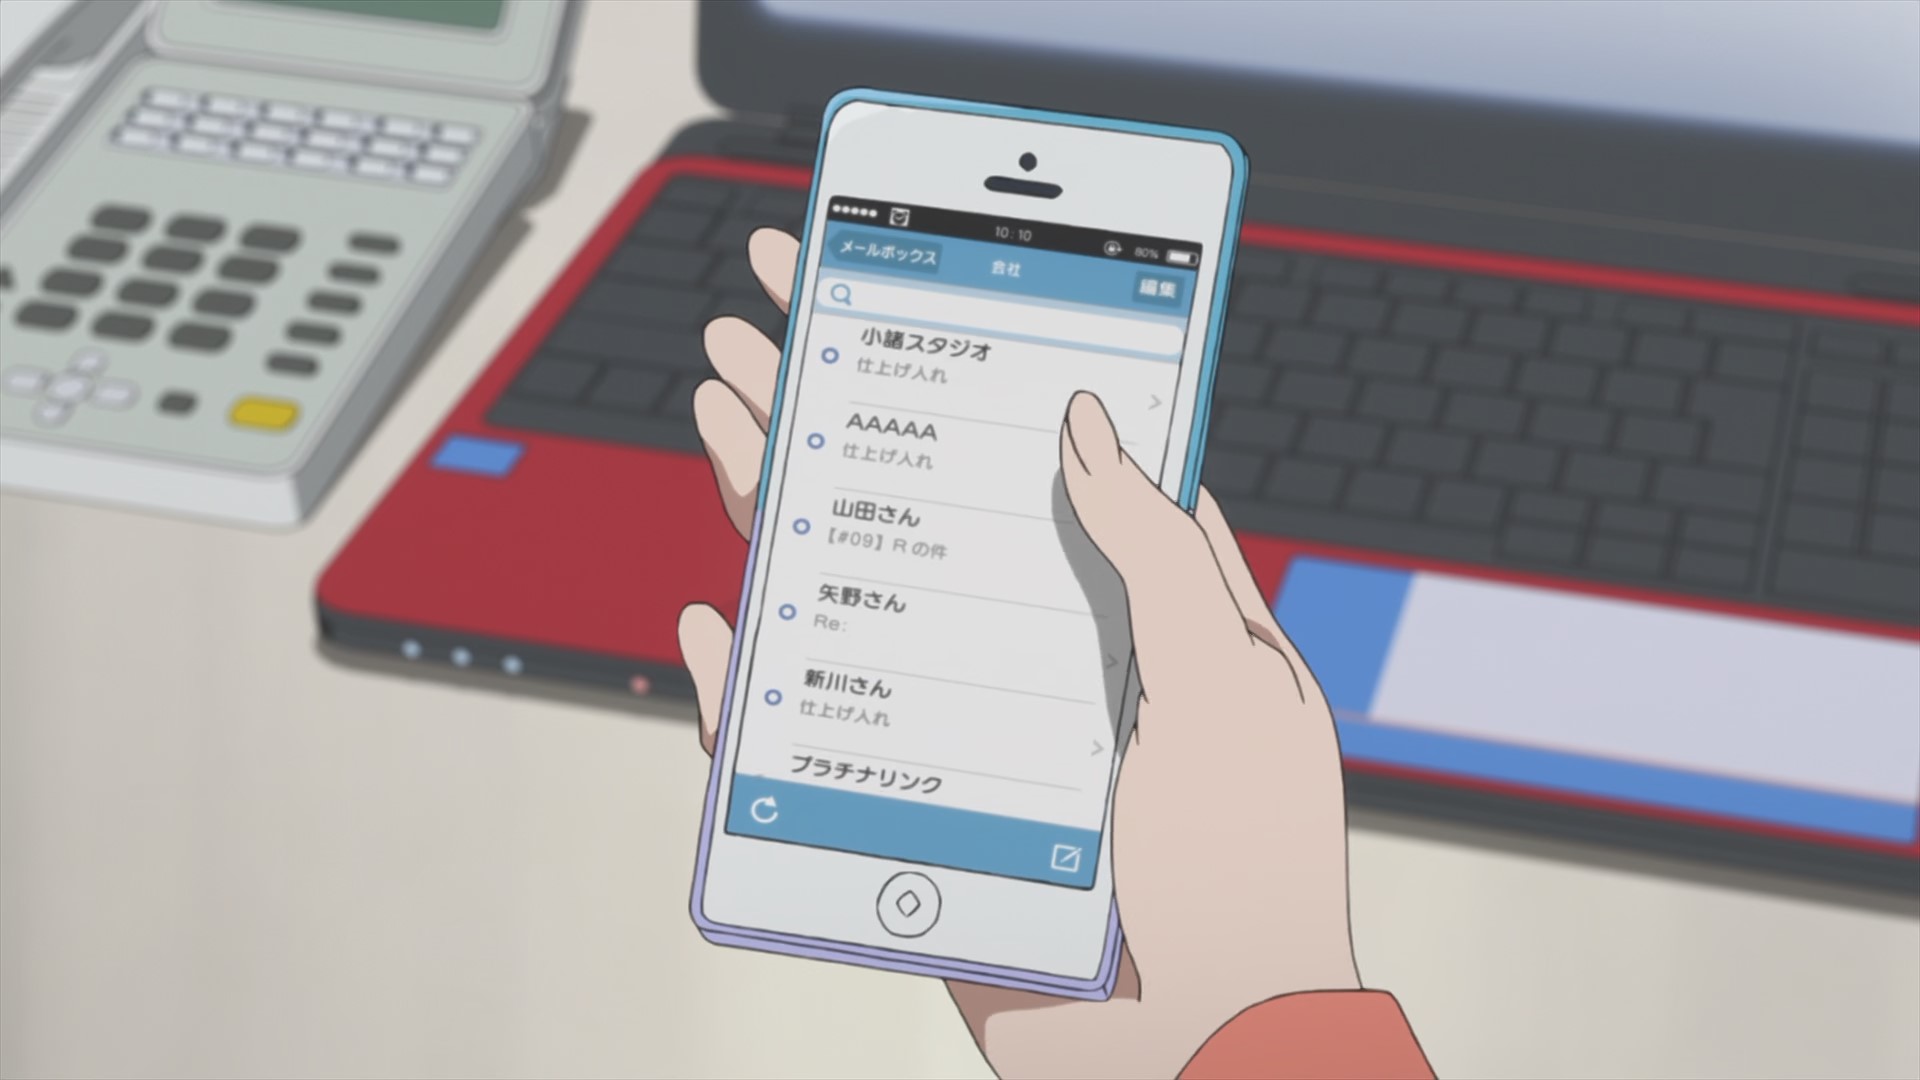 10:10
80%
メールボックス
会社
編集
小諸スタジオ
仕上げ入れ
AAAAA
仕上げ入れ
山田さん
【#09】Rの件
矢野さん
Re:
新川さん
仕上げ入れ
プラチナリンク